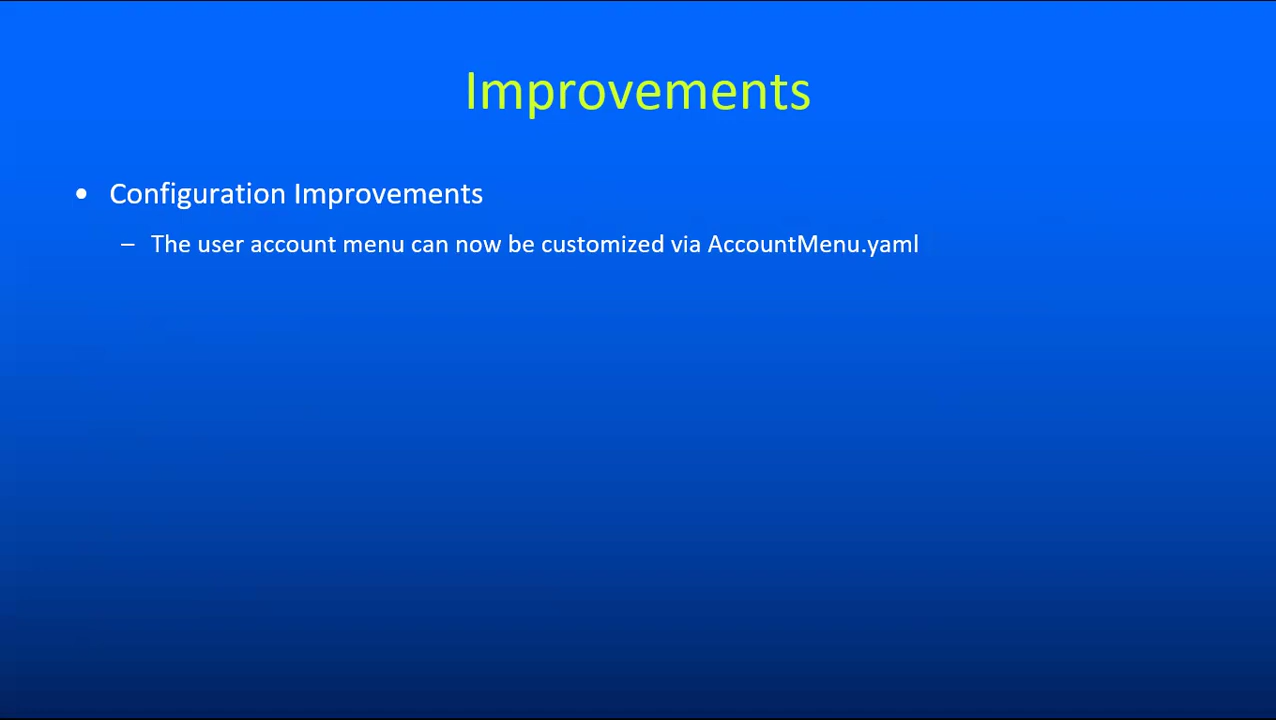 Improvements
• Configuration Improvements
– The user account menu can now be customized via AccountMenu.yaml